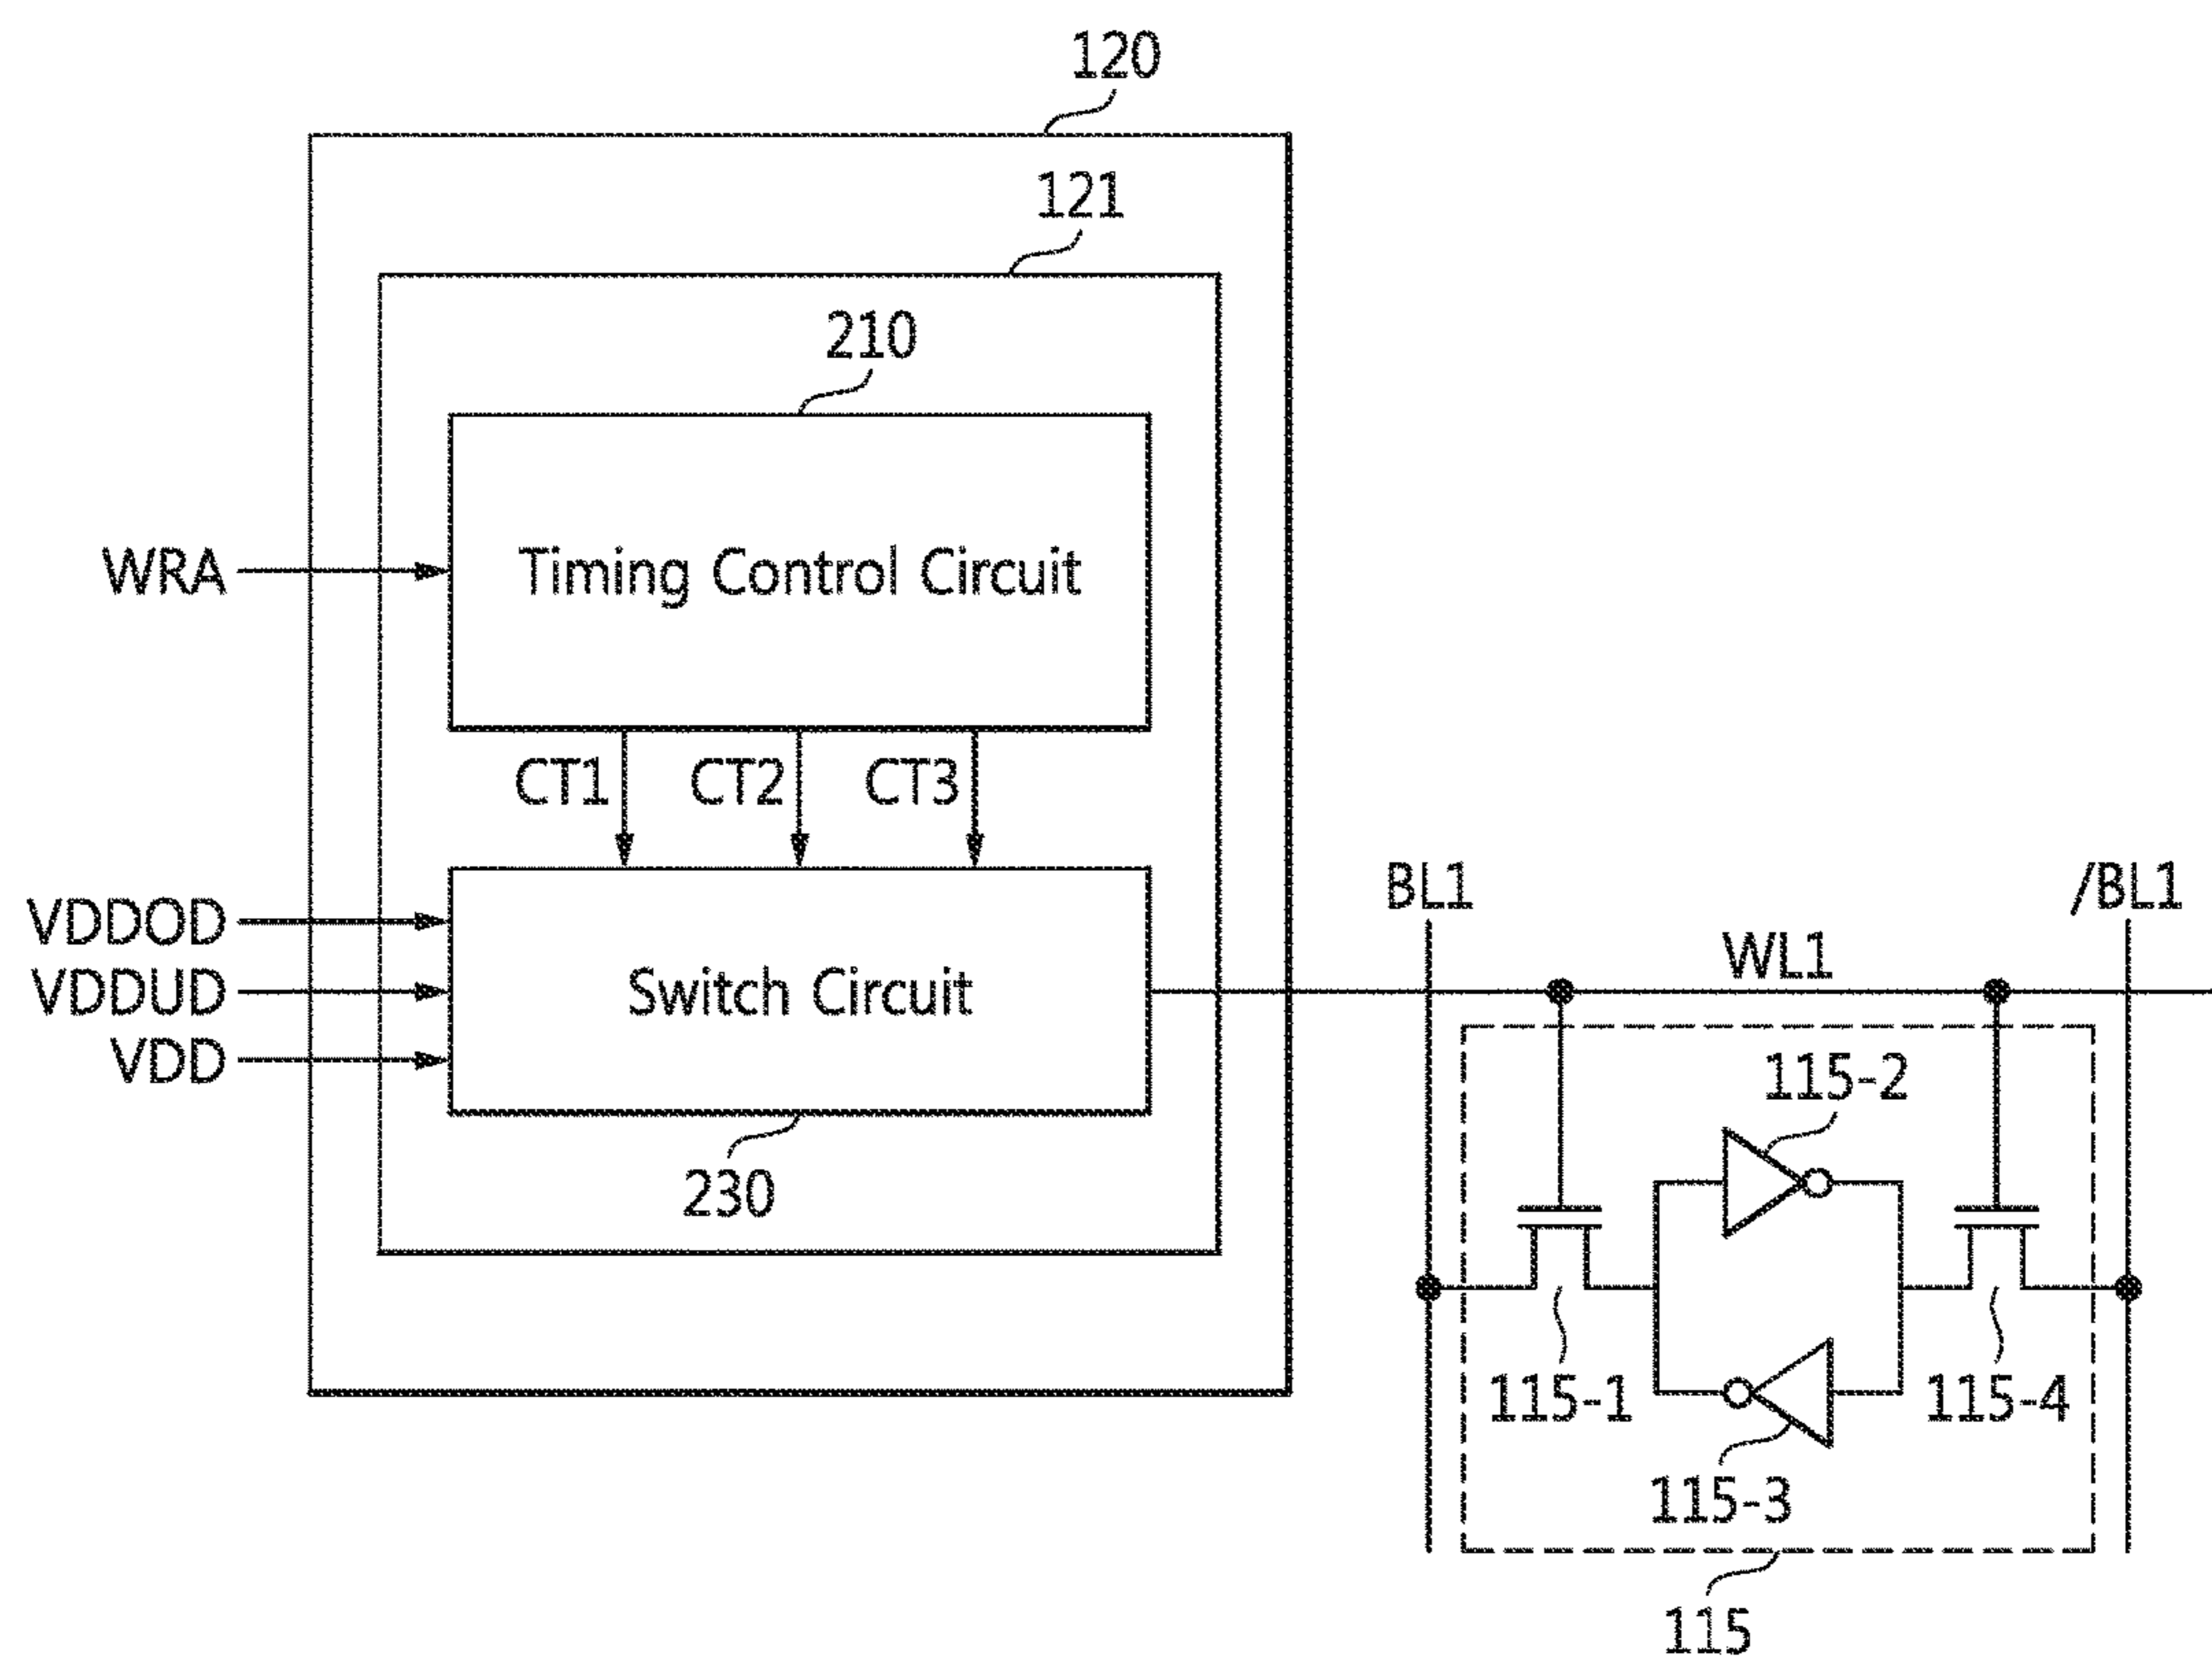 120
121
210
WRA
Timing Control Circuit
CT1 CT2 CT3
VDDOD
VDDUD
VDD
Switch Circuit
230
BL1
/BL1
WL1
115-2
115-1
115-4
115-3
115